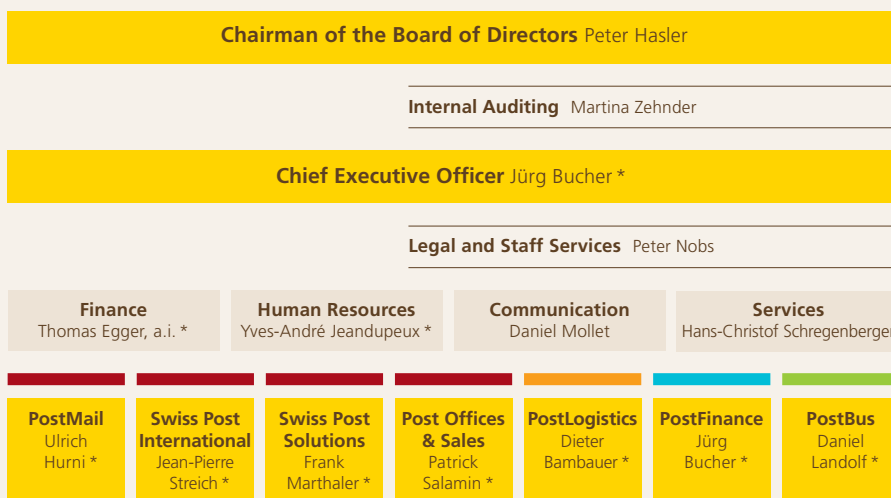 Chairman of the Board of Directors Peter Hasler
Internal Auditing Martina Zehnder
Chief Executive Officer Jürg Bucher *
Legal and Staff Services Peter Nobs
Finance
Thomas Egger, a.i. *
Human Resources
Yves-André Jeandupeux *
Communication
Daniel Mollet
Services
Hans-Christof Schregenberger
PostMail
Ulrich
Hurni *
Swiss Post
International
Jean-Pierre
Streich *
Swiss Post
Solutions
Frank
Marthaler *
Post Offices
& Sales
Patrick
Salamin *
PostLogistics
Dieter
Bambauer *
PostFinance
Jürg
Bucher *
PostBus
Daniel
Landolf *